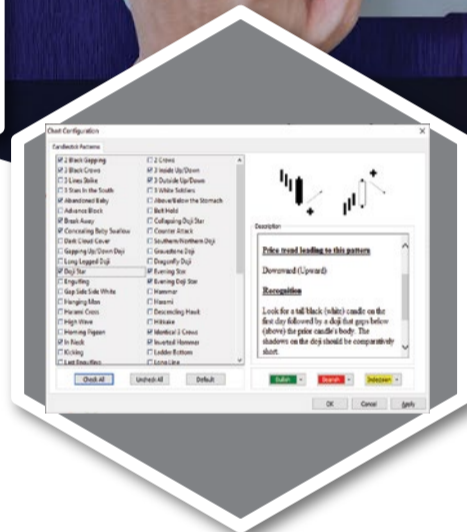 Chart Configuration
Candlestick Patterns
2 Black Gapping
2 Crows
3 Black Crows
3 Inside Up/Down
3 Lines Strike
3 Outside Up/Down
3 Stars In the South
3 White Soldiers
Abandoned Baby
Above/Below the Stomach
Advance Block
Belt Hold
Break Away
Collapsing Doji Star
Concealing Baby Swallow
Counter Attack
Dark Cloud Cover
Southern/Northern Doji
Gapping Up/Down Doji
Gravestone Doji
Long Legged Doji
Dragonfly Doji
Doji Star
Evening Star
Engulfing
Evening Doji Star
Gap Side Side White
Hammer
Hanging Man
Harami
Harami Cross
Descending Hawk
High Wave
Hikkake
Homing Pigeon
Identical 3 Crows
In Neck
Inverted Hammer
Kicking
Ladder Bottom
Last Engulfing
Long Line
Check All
Uncheck All
Default
Description
Price trend leading to this pattern
Downward (Upward)
Recognition
Look for a tall black (white) candle on the
first day followed by a doji that gaps below
(above) the prior candle's body. The
shadows on the doji should be comparatively
short.
Bullish
Bearish
Indecision
OK
Cancel
Apply